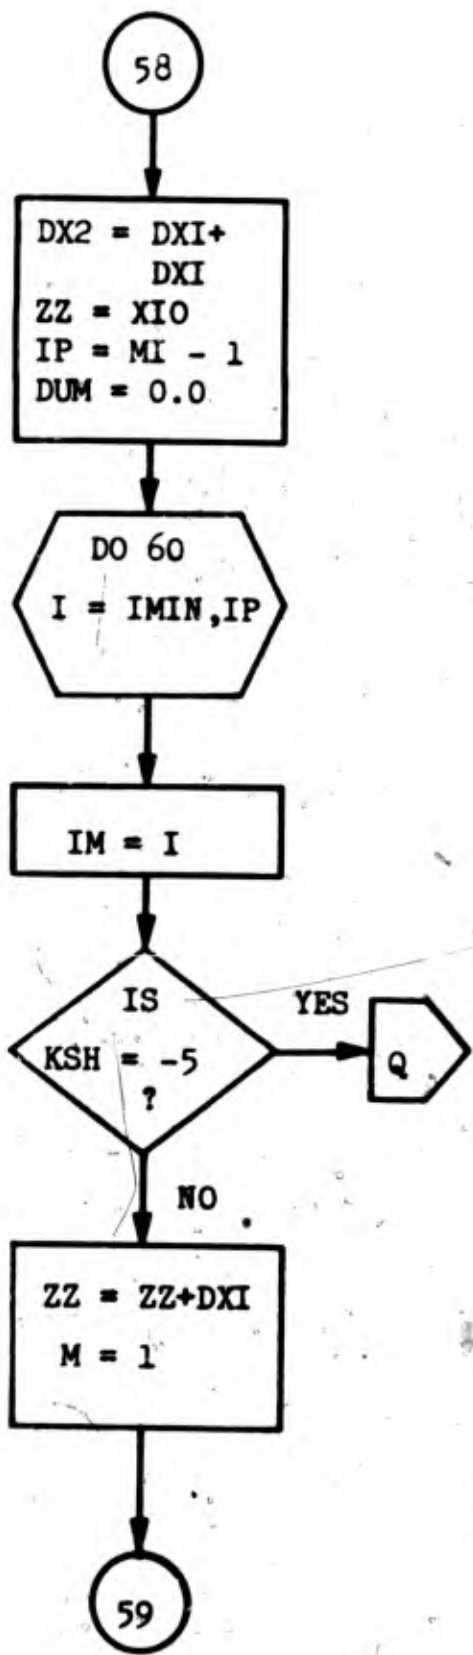 58
DX2 = DXI+
DXI
ZZ = XIO
IP = MI - 1
DUM = 0.0
DO 60
I = IMIN,IP
IM = I
IS
KSH = -5
?
YES
Q
NO
ZZ = ZZ+DXI
M = 1
59